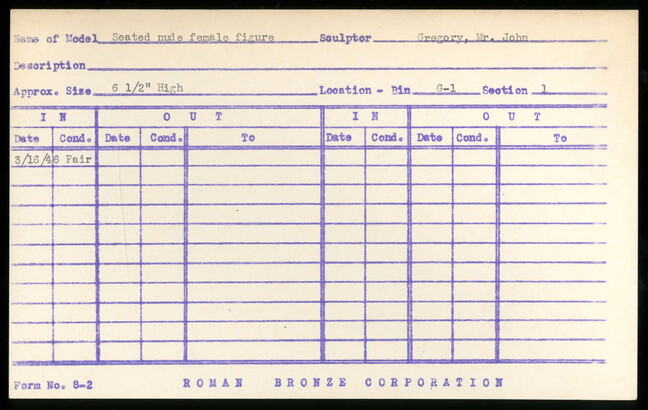 Name of Model Seated nude female figure Sculptor Gregory, Mr. John
Description
Approx. Size 6 1/2" High Location - Bin G-1 Section 1
I N O U T I N O U T
Date Cond. Date Cond. To Date Cond. Date Cond. To
3/16/46 Fair
Form No. S-2 ROMAN BRONZE CORPORATION